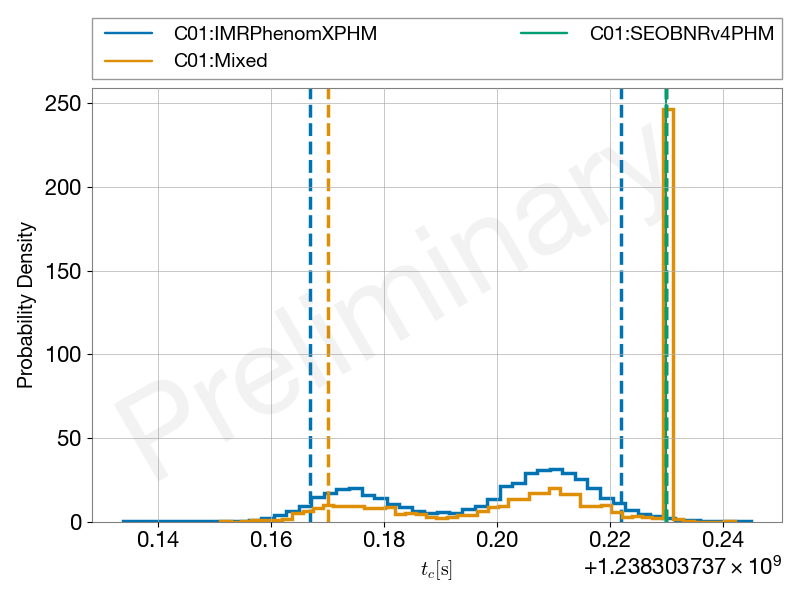 C01:IMRPhenomXPHM
C01:SEOBNRv4PHM
C01:Mixed
250
200
150
100
50
0
Probability Density
Preliminary
0.14 0.16 0.18 0.20 0.22 0.24
t_c[s]
+1.238303737 × 10⁹